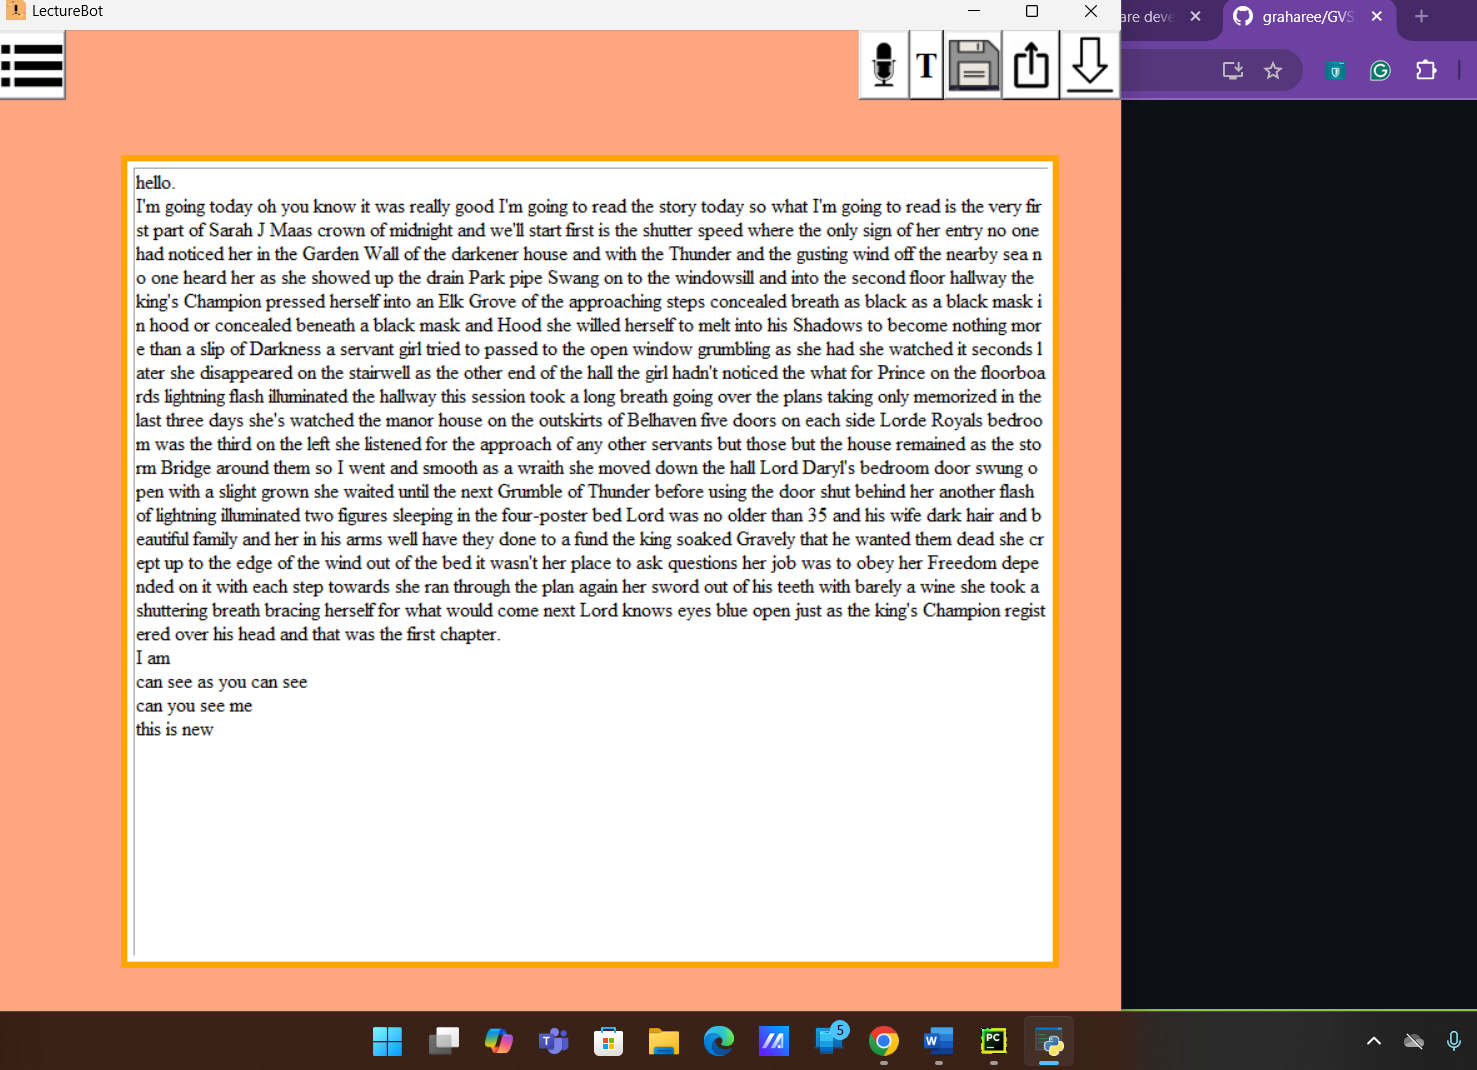 LectureBot
are deve
graharee/GVS
T
hello.
I'm going today oh you know it was really good I'm going to read the story today so what I'm going to read is the very fir
st part of Sarah J Maas crown of midnight and we'll start first is the shutter speed where the only sign of her entry no one
had noticed her in the Garden Wall of the darkener house and with the Thunder and the gusting wind off the nearby sea n
o one heard her as she showed up the drain Park pipe Swang on to the windowsill and into the second floor hallway the
king's Champion pressed herself into an Elk Grove of the approaching steps concealed breath as black as a black mask i
n hood or concealed beneath a black mask and Hood she willed herself to melt into his Shadows to become nothing mor
e than a slip of Darkness a servant girl tried to passed to the open window grumbling as she had she watched it seconds l
ater she disappeared on the stairwell as the other end of the hall the girl hadn't noticed the what for Prince on the floorboa
rds lightning flash illuminated the hallway this session took a long breath going over the plans taking only memorized in the
last three days she's watched the manor house on the outskirts of Belhaven five doors on each side Lorde Royals bedroo
m was the third on the left she listened for the approach of any other servants but those but the house remained as the sto
rm Bridge around them so I went and smooth as a wraith she moved down the hall Lord Daryl's bedroom door swung o
pen with a slight grown she waited until the next Grumble of Thunder before using the door shut behind her another flash
of lightning illuminated two figures sleeping in the four-poster bed Lord was no older than 35 and his wife dark hair and b
eautiful family and her in his arms well have they done to a fund the king soaked Gravely that he wanted them dead she cr
ept up to the edge of the wind out of the bed it wasn't her place to ask questions her job was to obey her Freedom depe
nded on it with each step towards she ran through the plan again her sword out of his teeth with barely a wine she took a
shuttering breath bracing herself for what would come next Lord knows eyes blue open just as the king's Champion regist
ered over his head and that was the first chapter.
I am
can see as you can see
can you see me
this is new
5